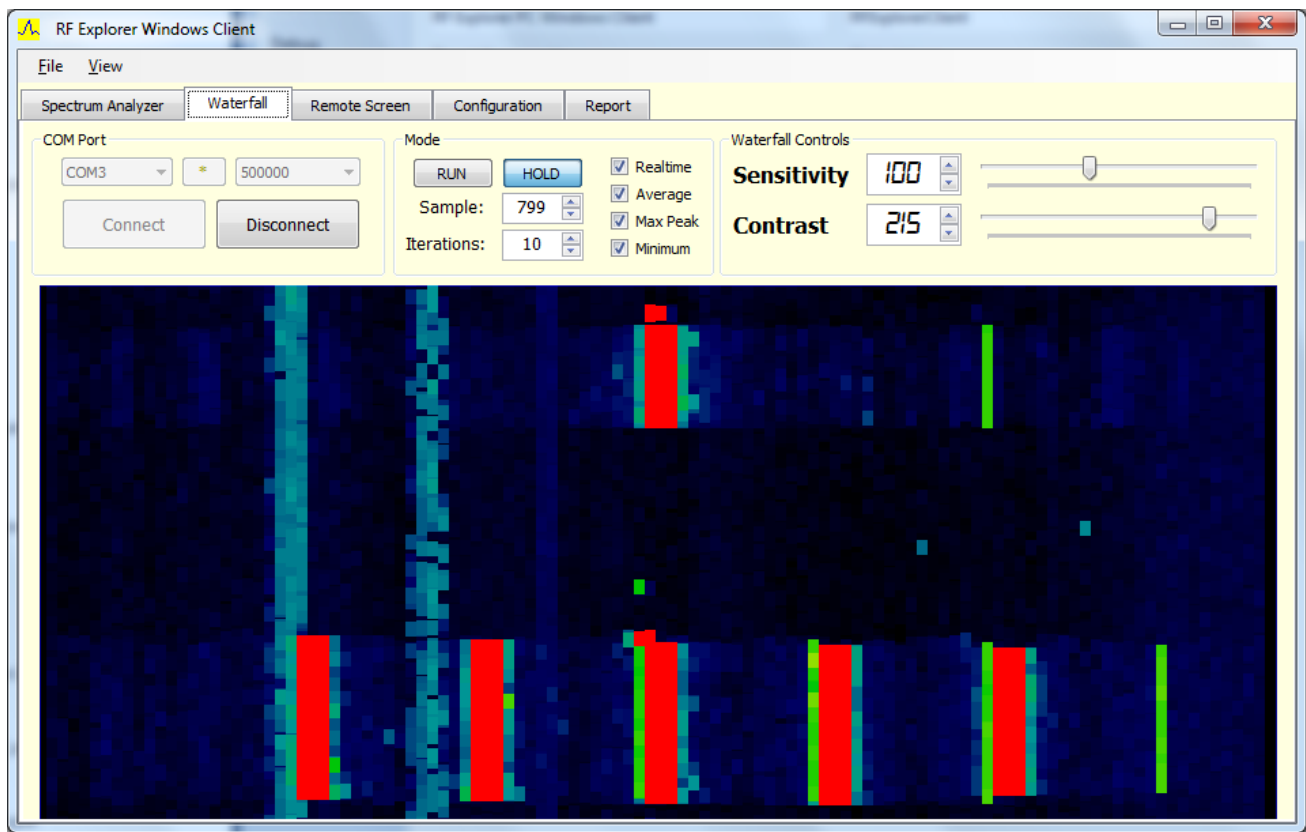 RF Explorer Windows Client
File View
Spectrum Analyzer Waterfall Remote Screen Configuration Report
COM Port Mode Waterfall Controls
COM3 * 500000 RUN HOLD Realtime Sensitivity 100
Average
Connect Disconnect Sample: 799 Max Peak Contrast 215
Iterations: 10 Minimum